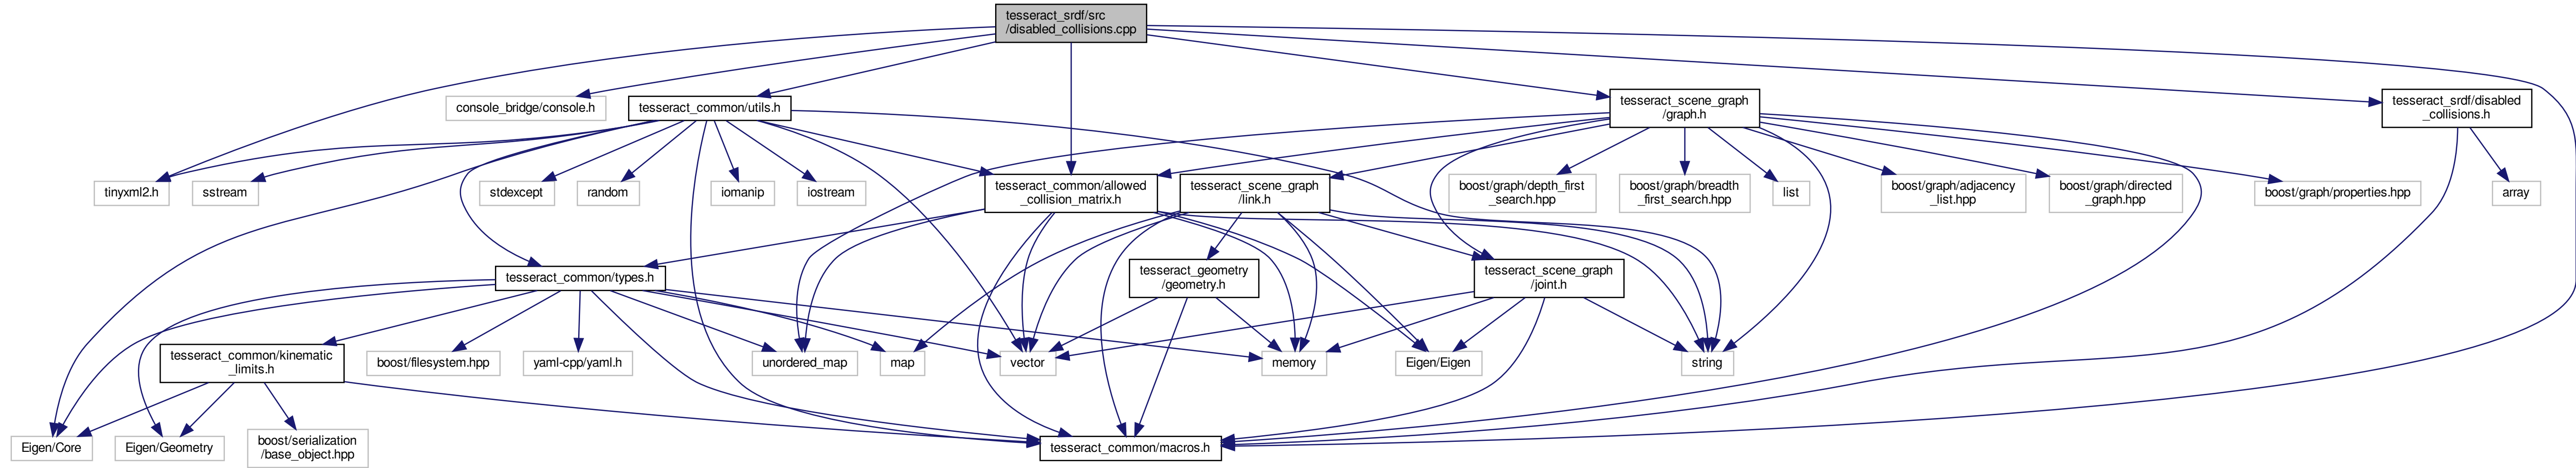 tesseract_srdf/src
/disabled_collisions.cpp
console_bridge/console.h
tesseract_common/utils.h
tesseract_scene_graph
/graph.h
tesseract_srdf/disabled
_collisions.h
tinyxml2.h
sstream
stdexcept
random
iomanip
iostream
tesseract_common/allowed
_collision_matrix.h
tesseract_scene_graph
/link.h
boost/graph/depth_first
_search.hpp
boost/graph/breadth
_first_search.hpp
list
boost/graph/adjacency
_list.hpp
boost/graph/directed
_graph.hpp
boost/graph/properties.hpp
array
tesseract_common/types.h
tesseract_geometry
/geometry.h
tesseract_scene_graph
/joint.h
tesseract_common/kinematic
_limits.h
boost/filesystem.hpp
yaml-cpp/yaml.h
unordered_map
map
vector
memory
Eigen/Eigen
string
Eigen/Core
Eigen/Geometry
boost/serialization
/base_object.hpp
tesseract_common/macros.h